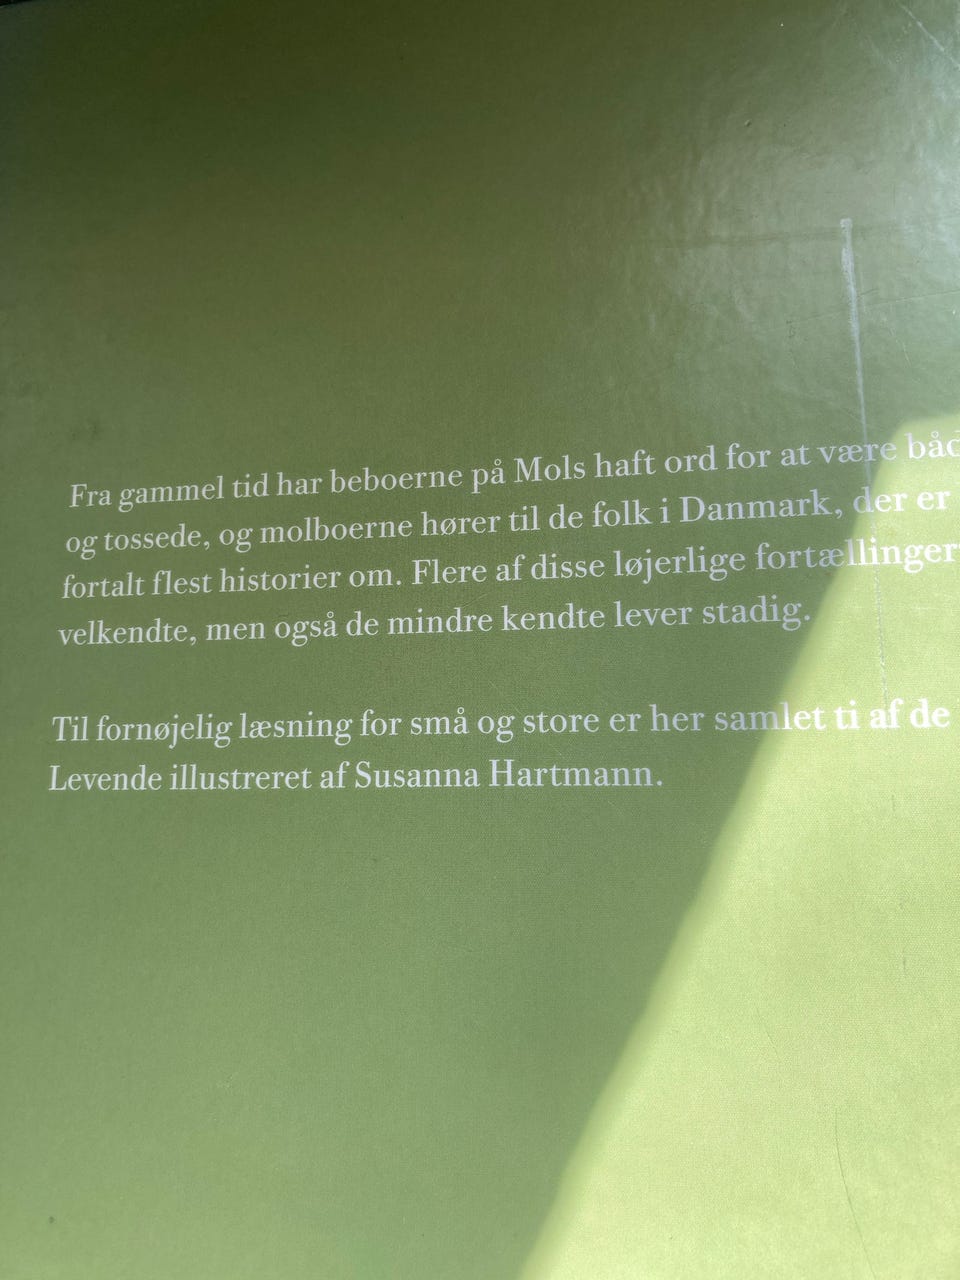 Fra gammel tid har beboerne på Mols haft ord for at være
og tossede, og molboerne hører til de folk i Danmark, der er
fortalt flest historier om. Flere af disse løjerlige fortællinger
velkendte, men også de mindre kendte lever stadig.
Til fornøjelig læsning for små og store er her samlet ti af de
Levende illustreret af Susanna Hartmann.